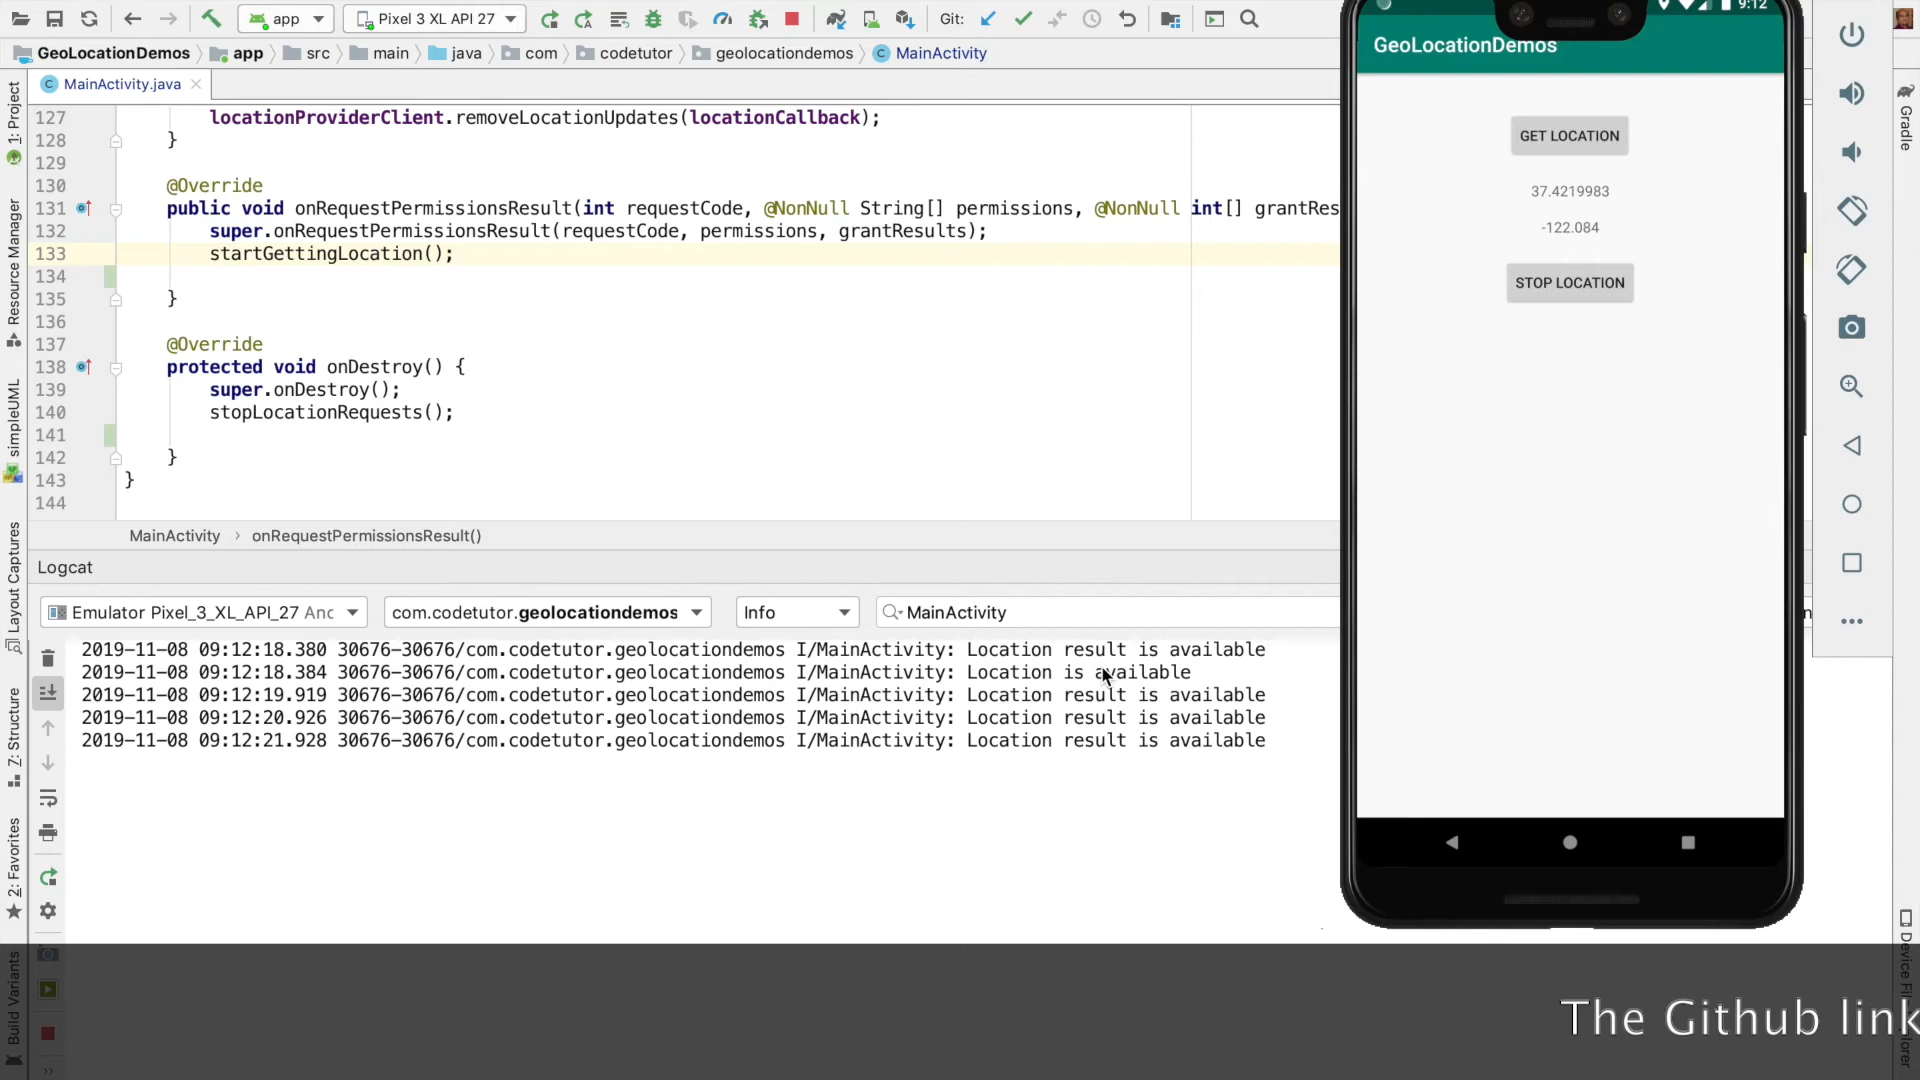 app
Pixel 3 XL API 27
Git:
9:12
GeoLocationDemos
app
src
main
java
com
codetutor
geolocationdemos
MainActivity
MainActivity.java
127 locationProviderClient.removeLocationUpdates(locationCallback);
128 }
129
130 @Override
131 public void onRequestPermissionsResult(int requestCode, @NonNull String[] permissions, @NonNull int[] grantRes
132 super.onRequestPermissionsResult(requestCode, permissions, grantResults);
133 startGettingLocation();
134
135 }
136
137 @Override
138 protected void onDestroy() {
139 super.onDestroy();
140 stopLocationRequests();
141
142 }
143 }
144
MainActivity › onRequestPermissionsResult()
Logcat
Emulator Pixel_3_XL_API_27 Anc
com.codetutor.geolocationdemos
Info
MainActivity
2019-11-08 09:12:18.380 30676-30676/com.codetutor.geolocationdemos I/MainActivity: Location result is available
2019-11-08 09:12:18.384 30676-30676/com.codetutor.geolocationdemos I/MainActivity: Location is available
2019-11-08 09:12:19.919 30676-30676/com.codetutor.geolocationdemos I/MainActivity: Location result is available
2019-11-08 09:12:20.926 30676-30676/com.codetutor.geolocationdemos I/MainActivity: Location result is available
2019-11-08 09:12:21.928 30676-30676/com.codetutor.geolocationdemos I/MainActivity: Location result is available
GeoLocationDemos
GET LOCATION
37.4219983
-122.084
STOP LOCATION
1: Project
Resource Manager
simpleUML
Layout Captures
7: Structure
2: Favorites
Build Variants
Gradle
Device File Explorer
The Github link